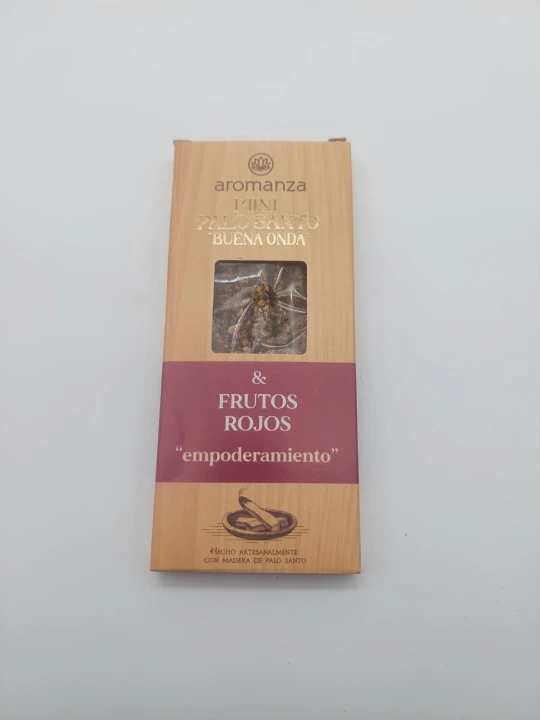 aromanza
MINI
PALO SANTO
"BUENA ONDA"
&
FRUTOS
ROJOS
“empoderamiento”
HECHO ARTESANALMENTE
CON MADERA DE PALO SANTO